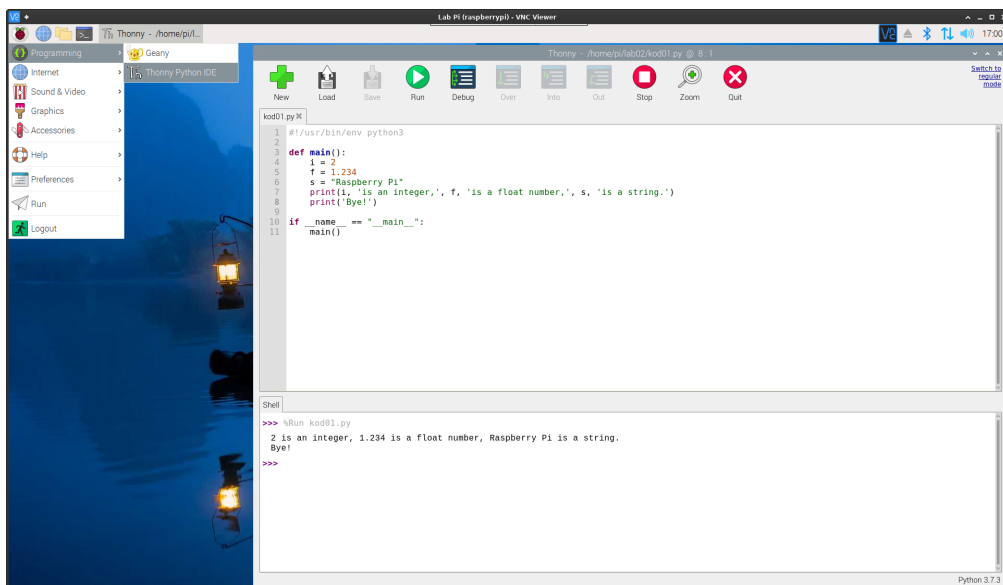 Lab Pi (raspberrypi) - VNC Viewer
Thonny - /home/pi/l...
17:00
Programming
Geany
Internet
Thonny Python IDE
Sound & Video
Graphics
Accessories
Help
Preferences
Run
Logout
Thonny - /home/pi/lab02/kod01.py @ 8 : 1
New Load Save Run Debug Over Into Out Stop Zoom Quit
Switch to
regular
mode
kod01.py
1 #!/usr/bin/env python3
2
3 def main():
4     i = 2
5     f = 1.234
6     s = "Raspberry Pi"
7     print(i, 'is an integer,', f, 'is a float number,', s, 'is a string.')
8     print('Bye!')
9
10 if __name__ == "__main__":
11     main()
Shell
>>> %Run kod01.py
2 is an integer, 1.234 is a float number, Raspberry Pi is a string.
Bye!
>>>
Python 3.7.3